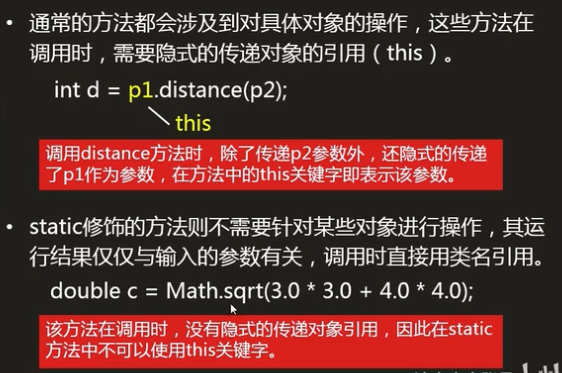 • 通常的方法都会涉及到对具体对象的操作，这些方法在
调用时，需要隐式的传递对象的引用（this）。
int d = p1.distance(p2);
this
调用distance方法时，除了传递p2参数外，还隐式的传递
了p1作为参数，在方法中的this关键字即表示该参数。
• static修饰的方法则不需要针对某些对象进行操作，其运
行结果仅仅与输入的参数有关，调用时直接用类名引用。
double c = Math.sqrt(3.0 * 3.0 + 4.0 * 4.0);
该方法在调用时，没有隐式的传递对象引用，因此在static
方法中不可以使用this关键字。